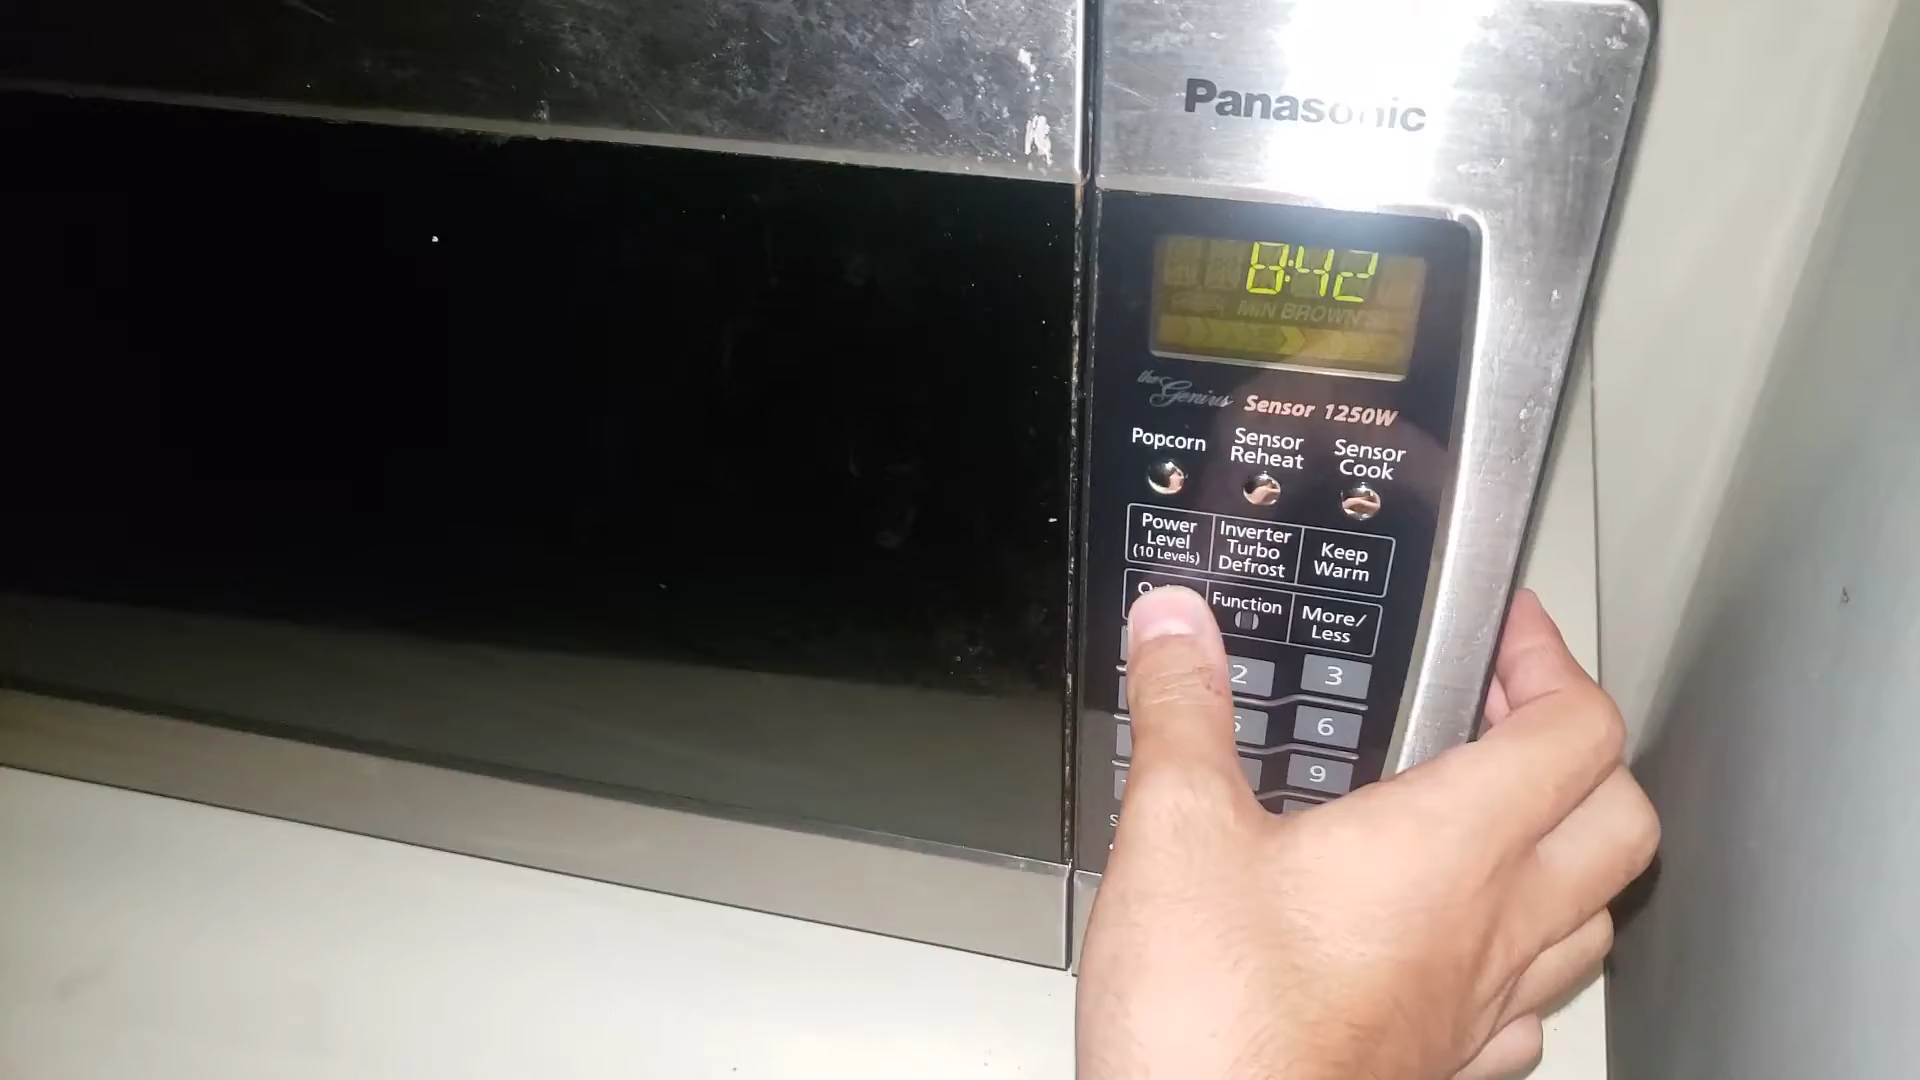 Panasonic
8:42
MIN BROWN
the Genius Sensor 1250W
Popcorn
Sensor Reheat
Sensor Cook
Power Level (10 Levels)
Inverter Turbo Defrost
Keep Warm
Function
More/Less
2 3
6
9